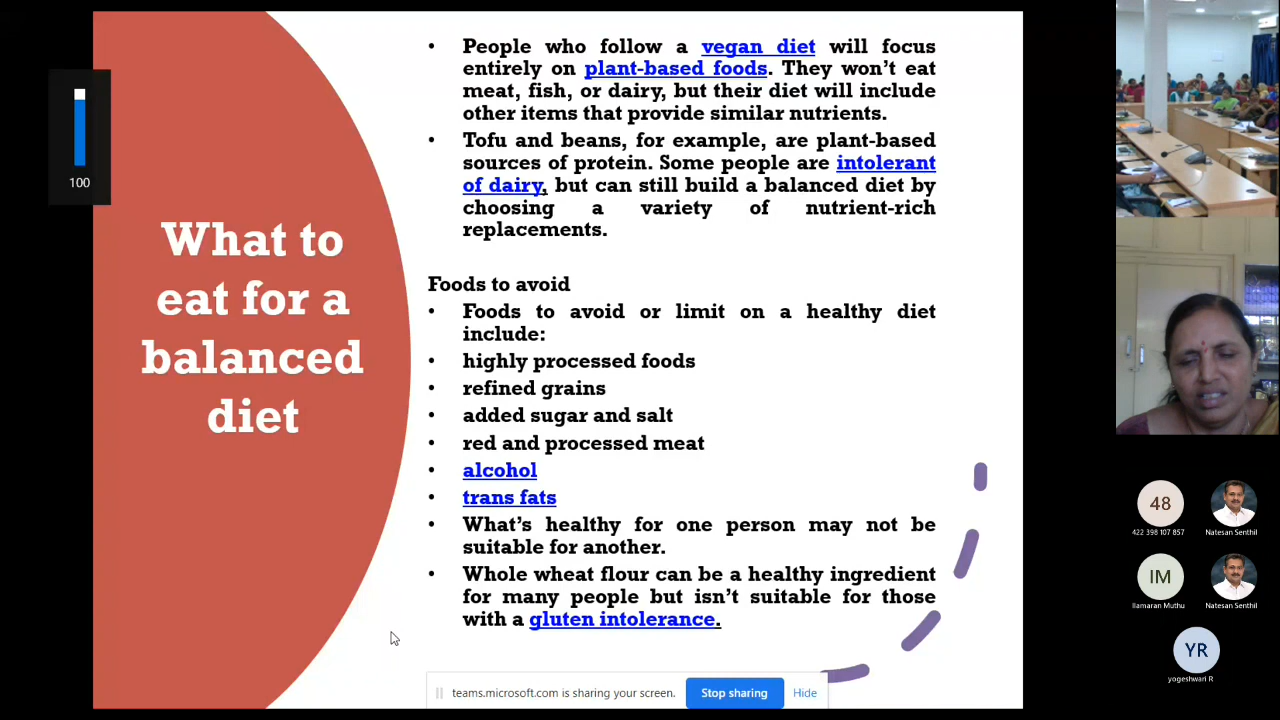 100
What to
eat for a
balanced
diet
• People who follow a vegan diet will focus
entirely on plant-based foods. They won’t eat
meat, fish, or dairy, but their diet will include
other items that provide similar nutrients.
• Tofu and beans, for example, are plant-based
sources of protein. Some people are intolerant
of dairy, but can still build a balanced diet by
choosing a variety of nutrient-rich
replacements.
Foods to avoid
• Foods to avoid or limit on a healthy diet
include:
• highly processed foods
• refined grains
• added sugar and salt
• red and processed meat
• alcohol
• trans fats
• What’s healthy for one person may not be
suitable for another.
• Whole wheat flour can be a healthy ingredient
for many people but isn’t suitable for those
with a gluten intolerance.
teams.microsoft.com is sharing your screen. Stop sharing Hide
48
422 398 107 857
Natesan Senthil
IM
Ilamaran Muthu
Natesan Senthil
YR
yogeshwari R